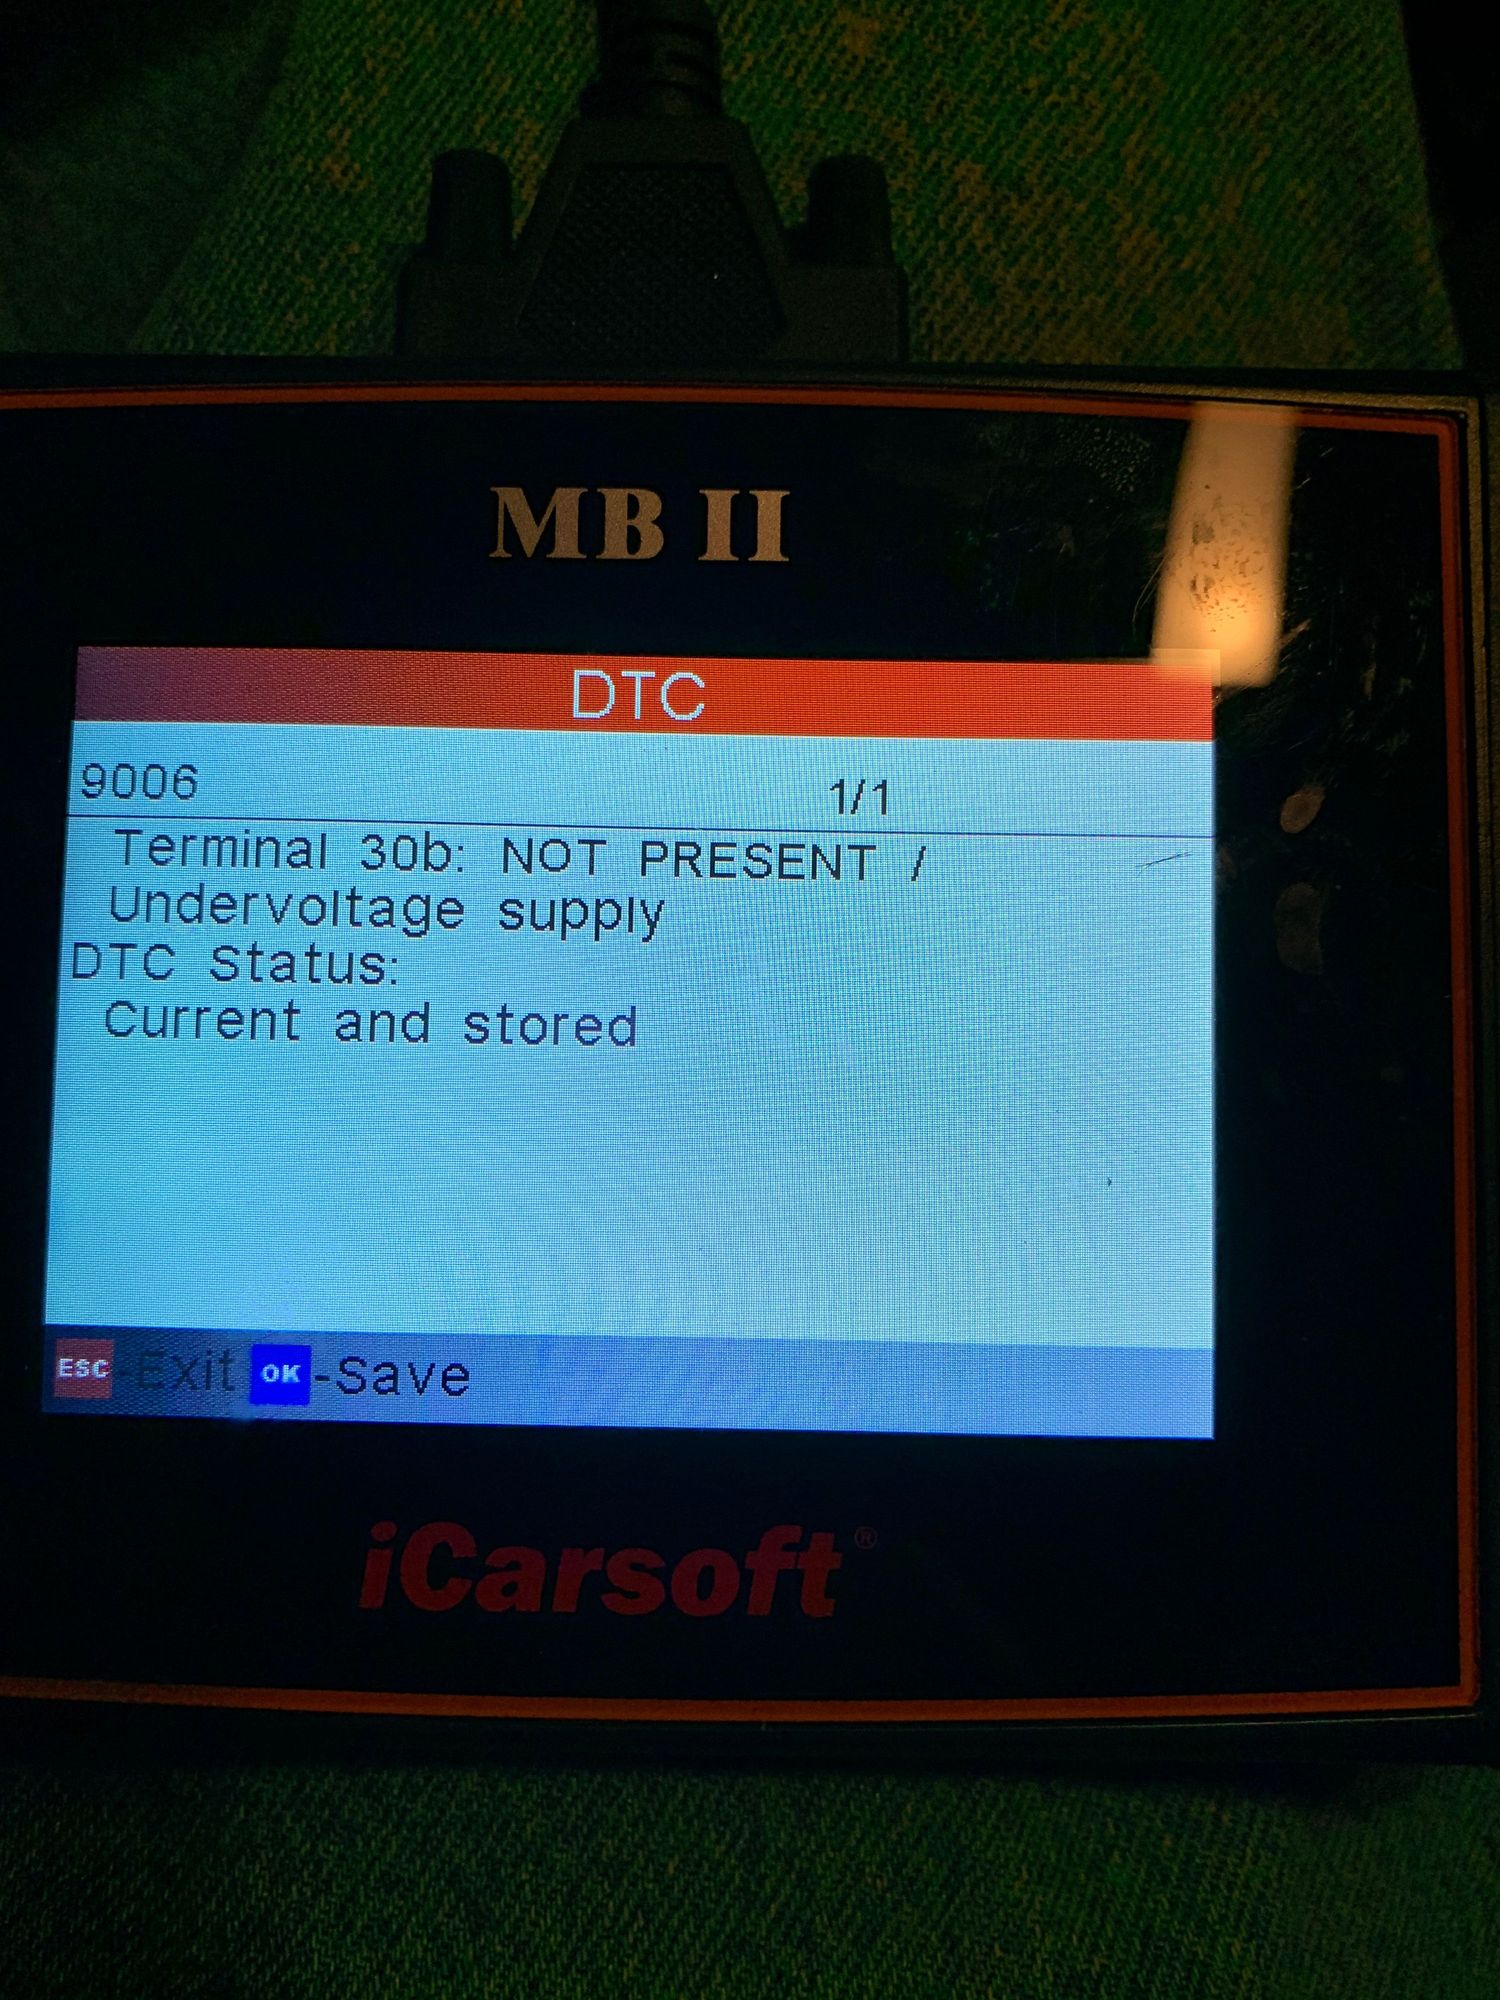 MB II
DTC
9006 1/1
Terminal 30b: NOT PRESENT /
Undervoltage supply
DTC Status:
Current and stored
ESC-Exit OK-Save
iCarsoft®